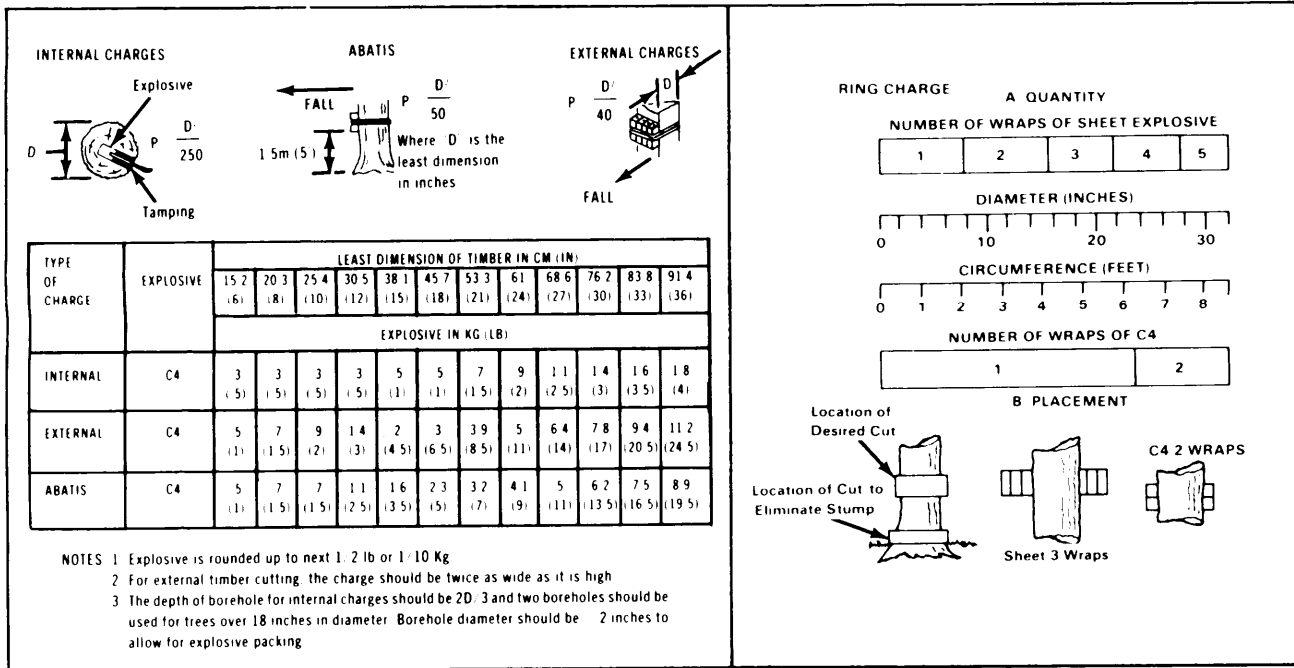 INTERNAL CHARGES
Explosive
D
P D
250
Tamping
ABATIS
FALL
P D
50
1 5m (5')
Where D is the
least dimension
in inches
EXTERNAL CHARGES
D
P D
40
FALL
TYPE OF CHARGE
EXPLOSIVE
LEAST DIMENSION OF TIMBER IN CM (IN)
15 2 20 3 25 4 30 5 38 1 45 7 53 3 61 68 6 76 2 83 8 91 4
(6) (8) (10) (12) (15) (18) (21) (24) (27) (30) (33) (36)
EXPLOSIVE IN KG (LB)
INTERNAL C4 3 3 3 3 5 5 7 9 1 1 1 4 1 6 1 8
( 5) ( 5) ( 5) ( 5) (1) (1) (1 5) (2) (2 5) (3) (3 5) (4)
EXTERNAL C4 5 7 9 1 4 2 3 3 9 5 6 4 7 8 9 4 11 2
(1) (1 5) (2) (3) (4 5) (6 5) (8 5) (11) (14) (17) (20 5) (24 5)
ABATIS C4 5 7 7 1 1 1 6 2 3 3 2 4 1 5 6 2 7 5 8 9
(1) (1 5) (1 5) (2 5) (3 5) (5) (7) (9) (11) (13 5) (16 5) (19 5)
NOTES 1 Explosive is rounded up to next 1/2 lb or 1/10 Kg
2 For external timber cutting, the charge should be twice as wide as it is high
3 The depth of borehole for internal charges should be 2D/3 and two boreholes should be
used for trees over 18 inches in diameter Borehole diameter should be 2 inches to
allow for explosive packing
RING CHARGE
A QUANTITY
NUMBER OF WRAPS OF SHEET EXPLOSIVE
1 2 3 4 5
DIAMETER (INCHES)
0 10 20 30
CIRCUMFERENCE (FEET)
0 1 2 3 4 5 6 7 8
NUMBER OF WRAPS OF C4
1 2
B PLACEMENT
Location of
Desired Cut
Location of Cut to
Eliminate Stump
Sheet 3 Wraps
C4 2 WRAPS